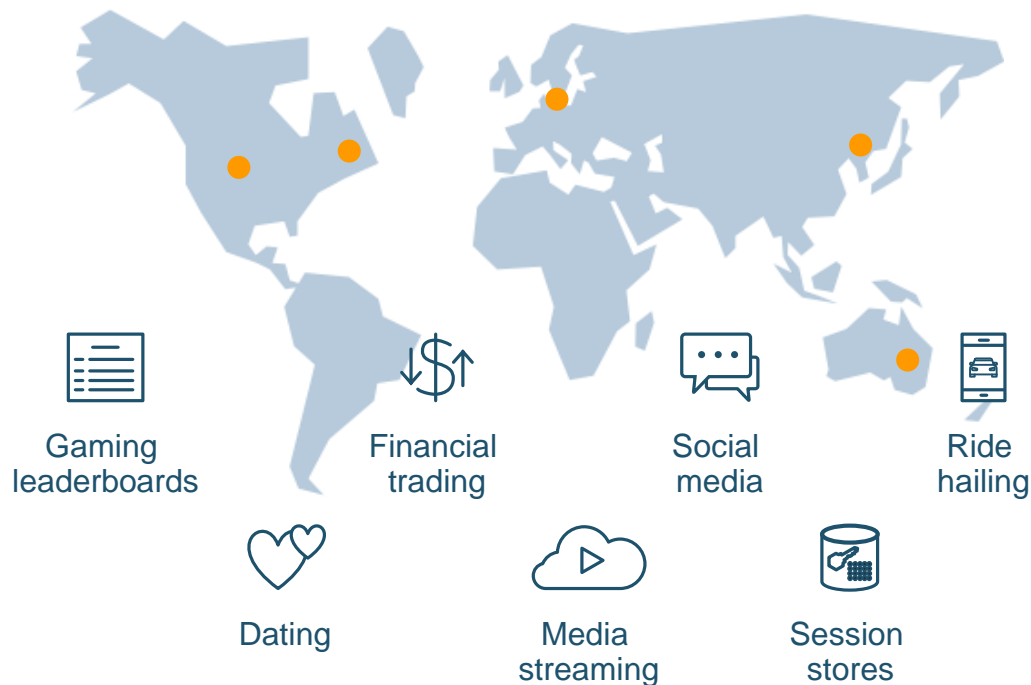 Gaming
leaderboards
Financial
trading
Social
media
Ride
hailing
Dating
Media
streaming
Session
stores